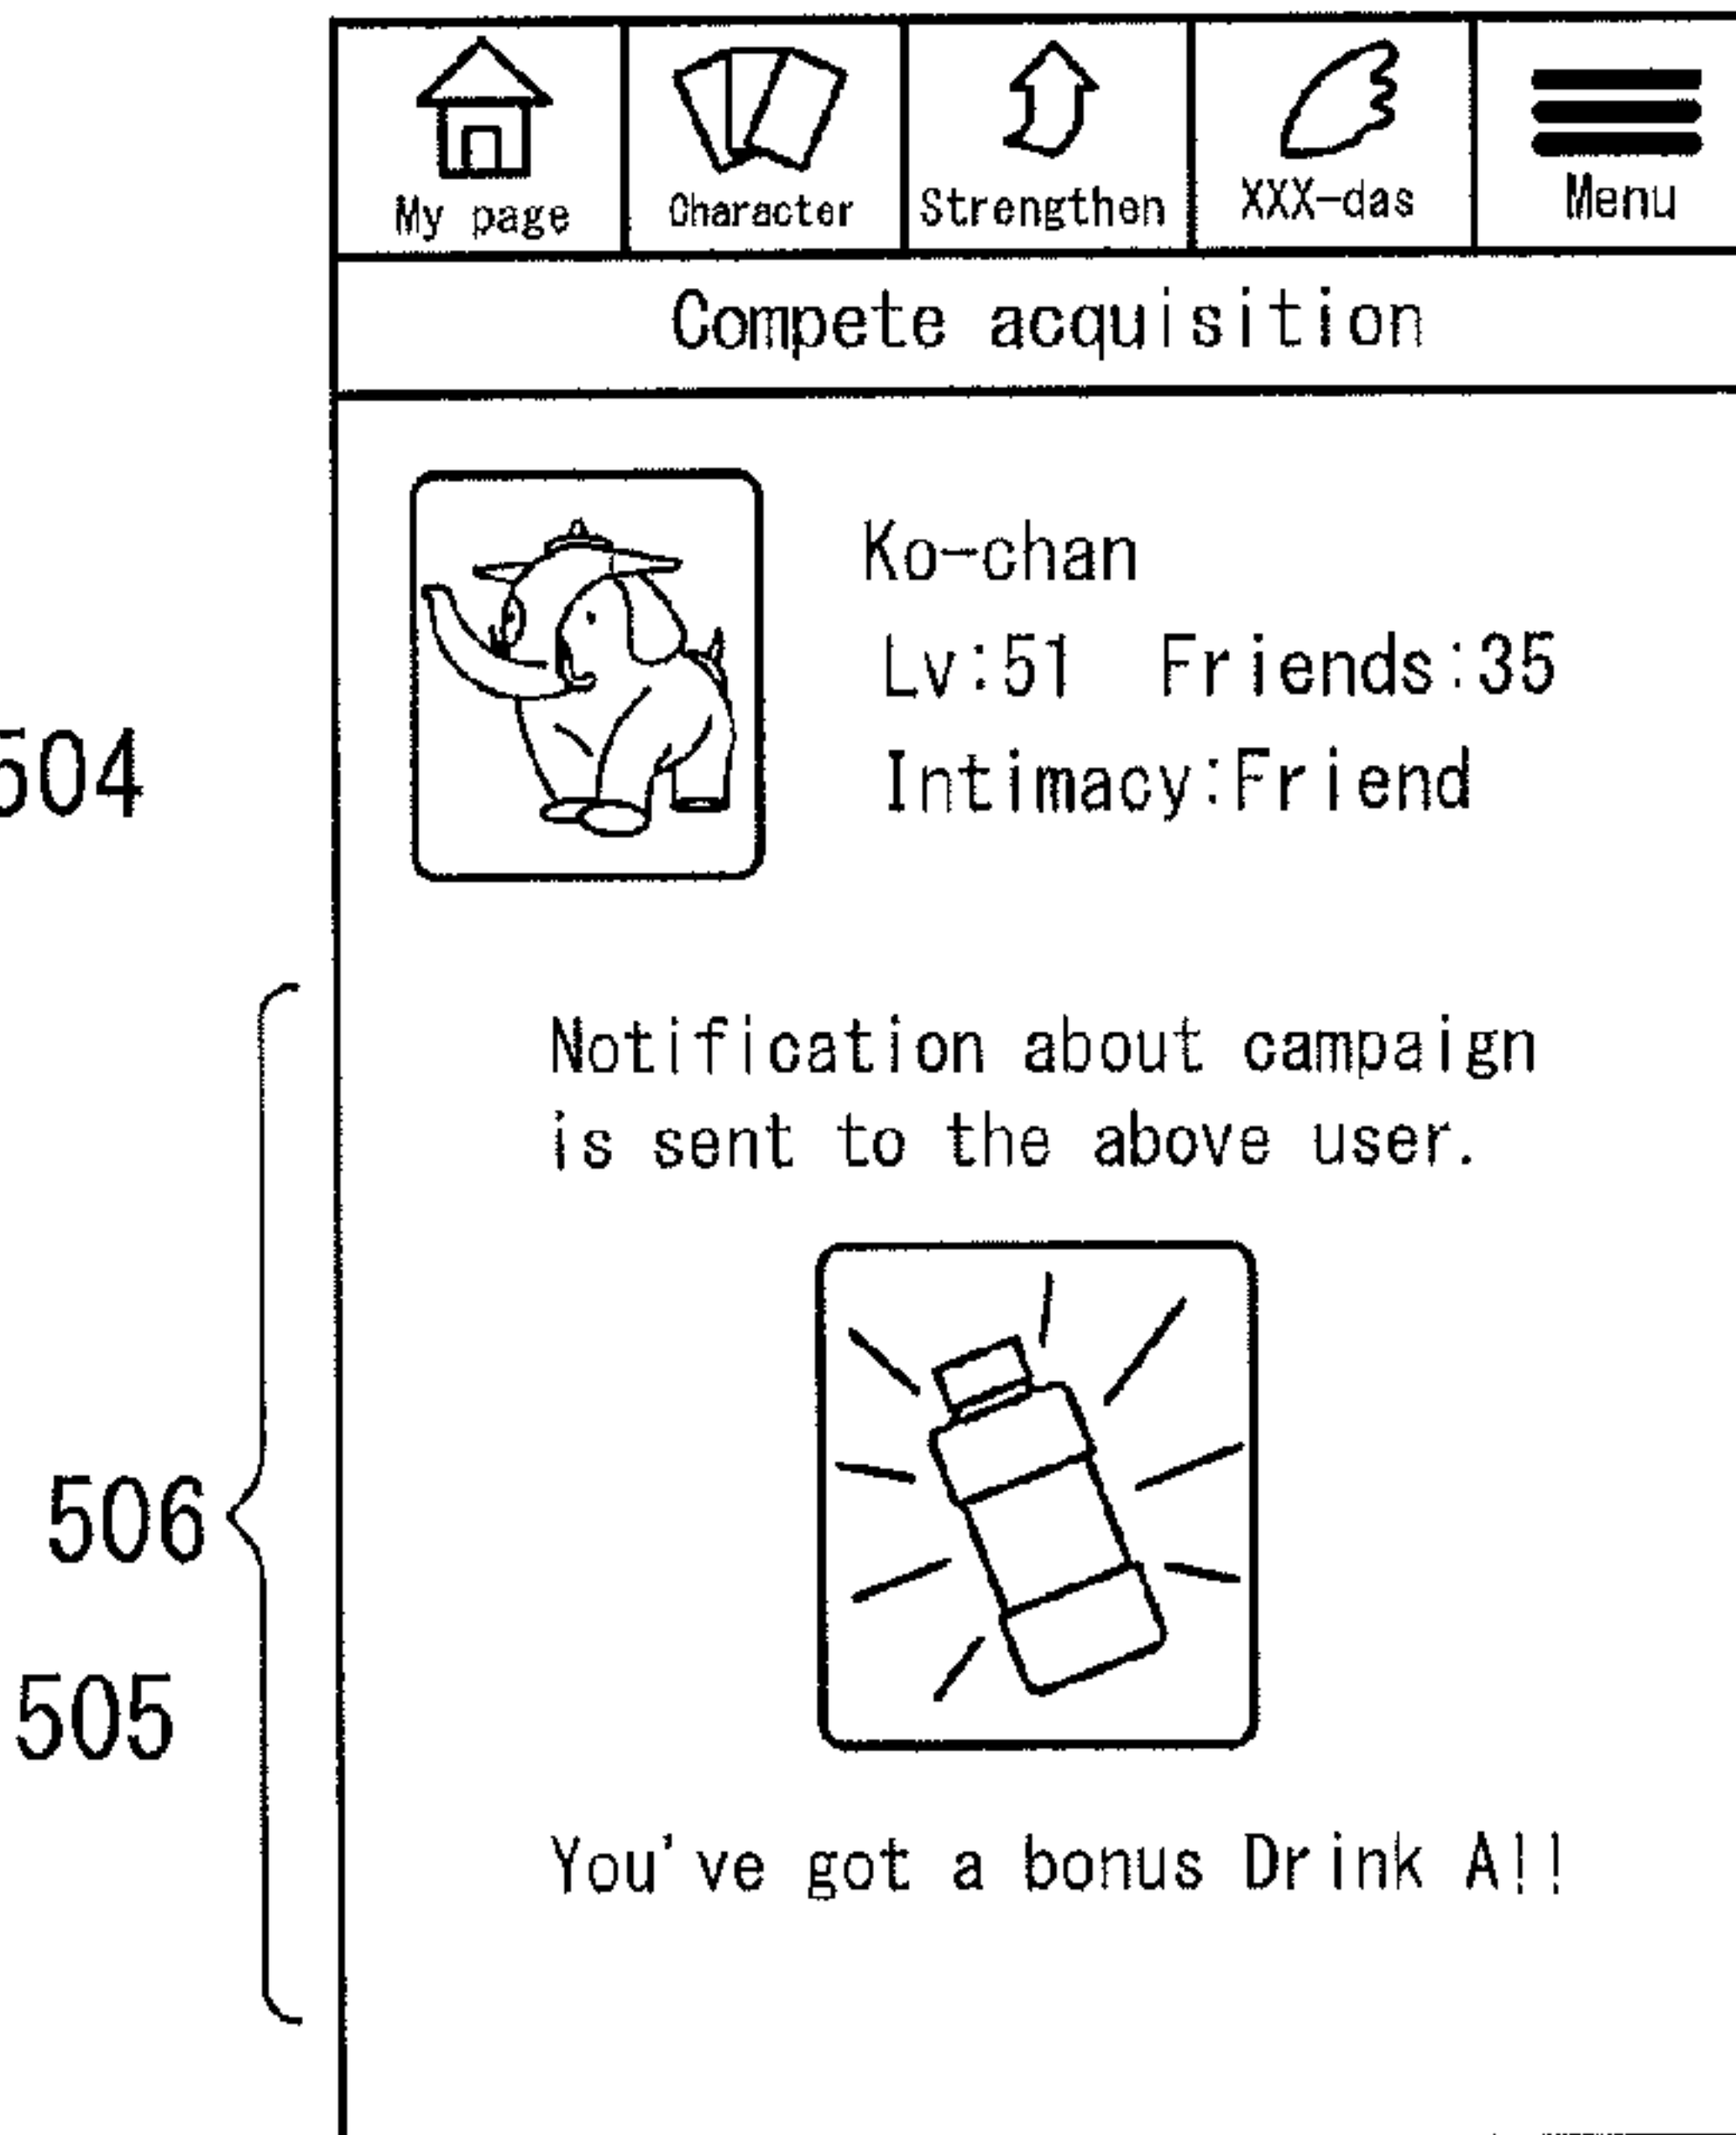 My page
Character
Strengthen
XXX-das
Menu
Compete acquisition
Ko-chan
Lv:51 Friends:35
Intimacy:Friend
504
Notification about campaign
is sent to the above user.
506
505
You've got a bonus Drink A!!